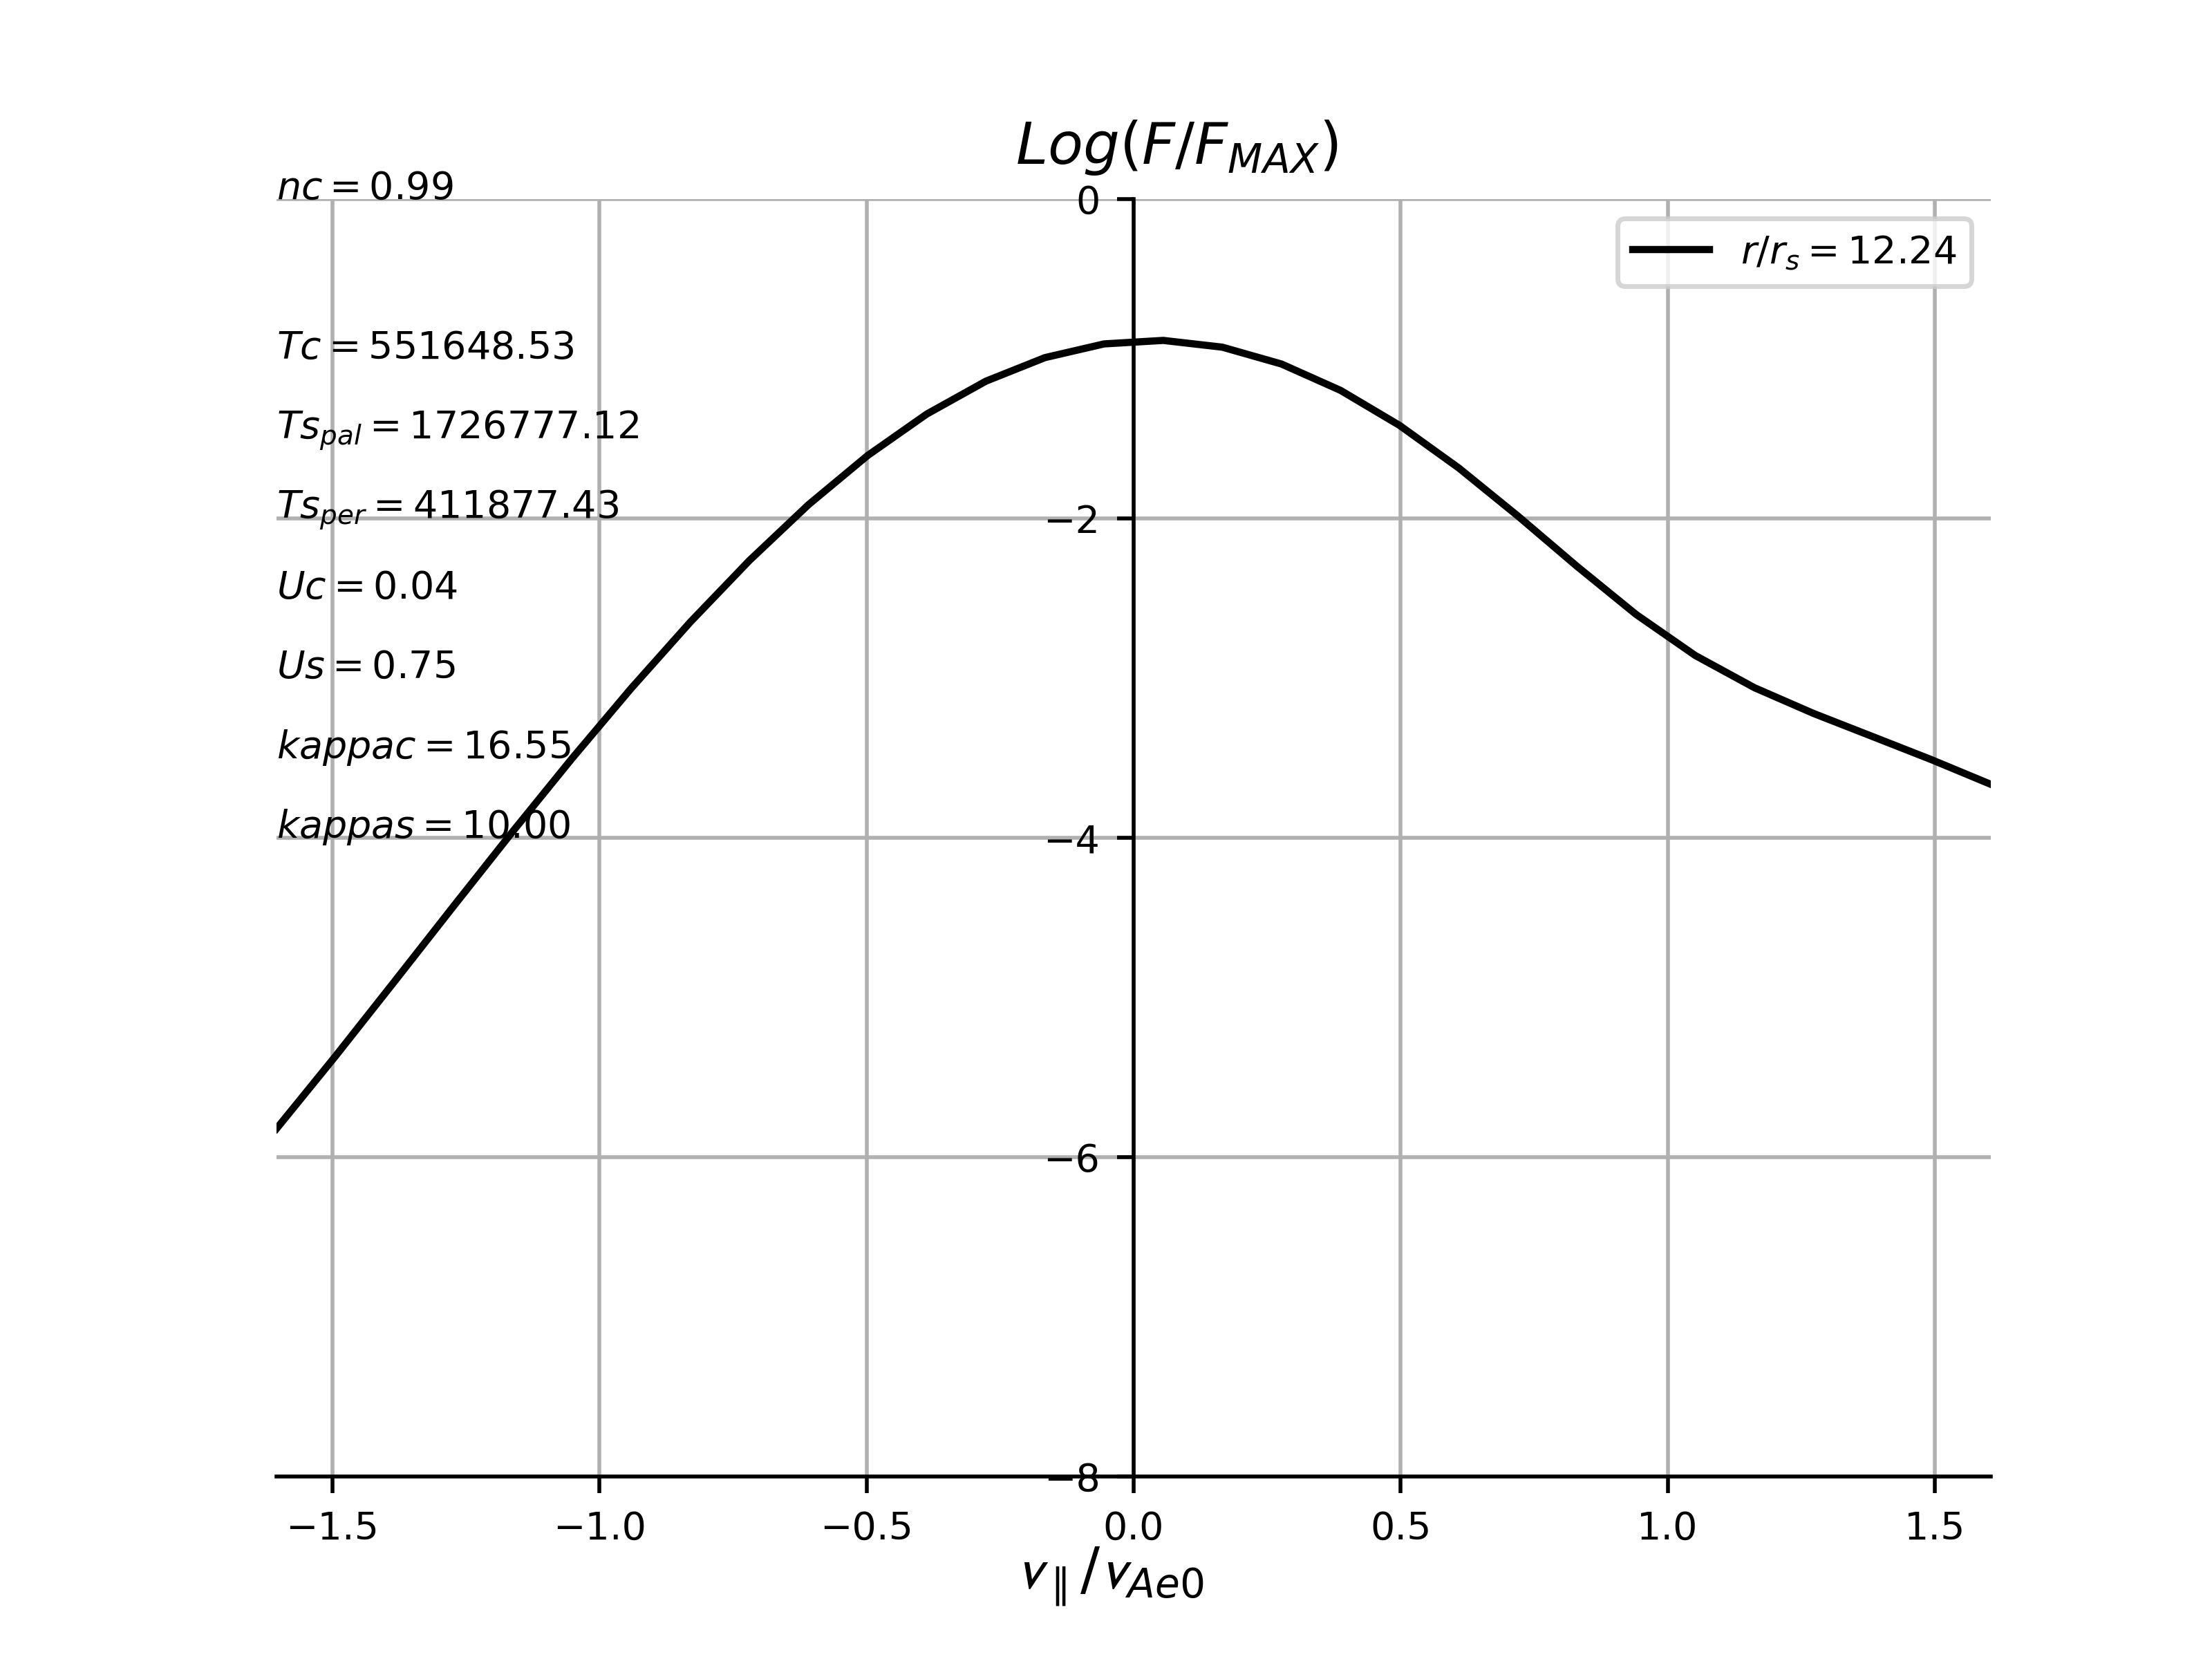 Log(F/F_MAX)
nc = 0.99
0
r/r_s = 12.24
Tc = 551648.53
Ts_pal = 1726777.12
Ts_per = 411877.43
−2
Uc = 0.04
Us = 0.75
kappac = 16.55
kappas = 10.00
−4
−6
−8
−1.5 −1.0 −0.5 0.0 0.5 1.0 1.5
v_∥/v_Ae0